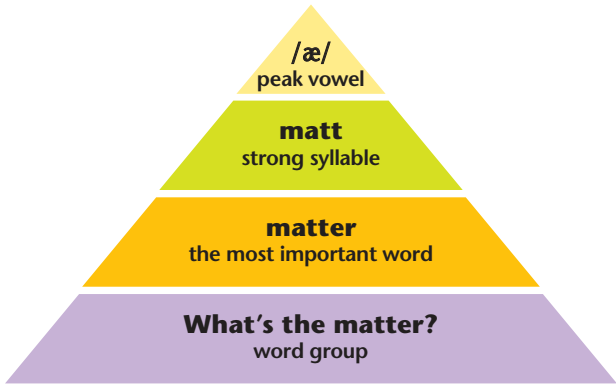 /æ/
peak vowel
matt
strong syllable
matter
the most important word
What’s the matter?
word group